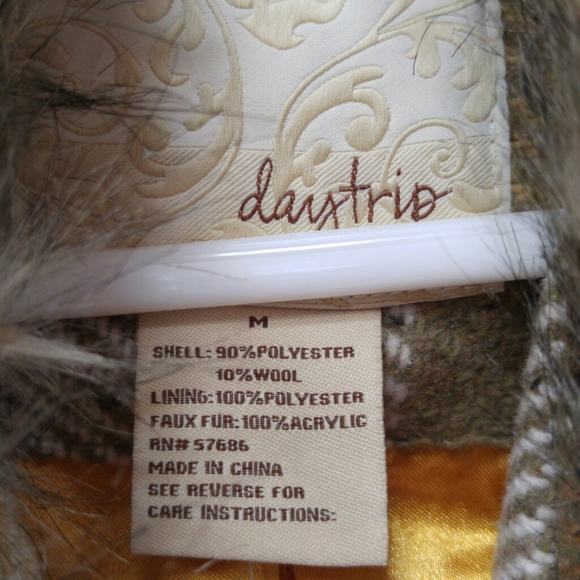 daytrip
M
SHELL: 90%POLYESTER
10%WOOL
LINING:100%POLYESTER
FAUX FUR:100%ACRYLIC
RN# 57686
MADE IN CHINA
SEE REVERSE FOR
CARE INSTRUCTIONS: